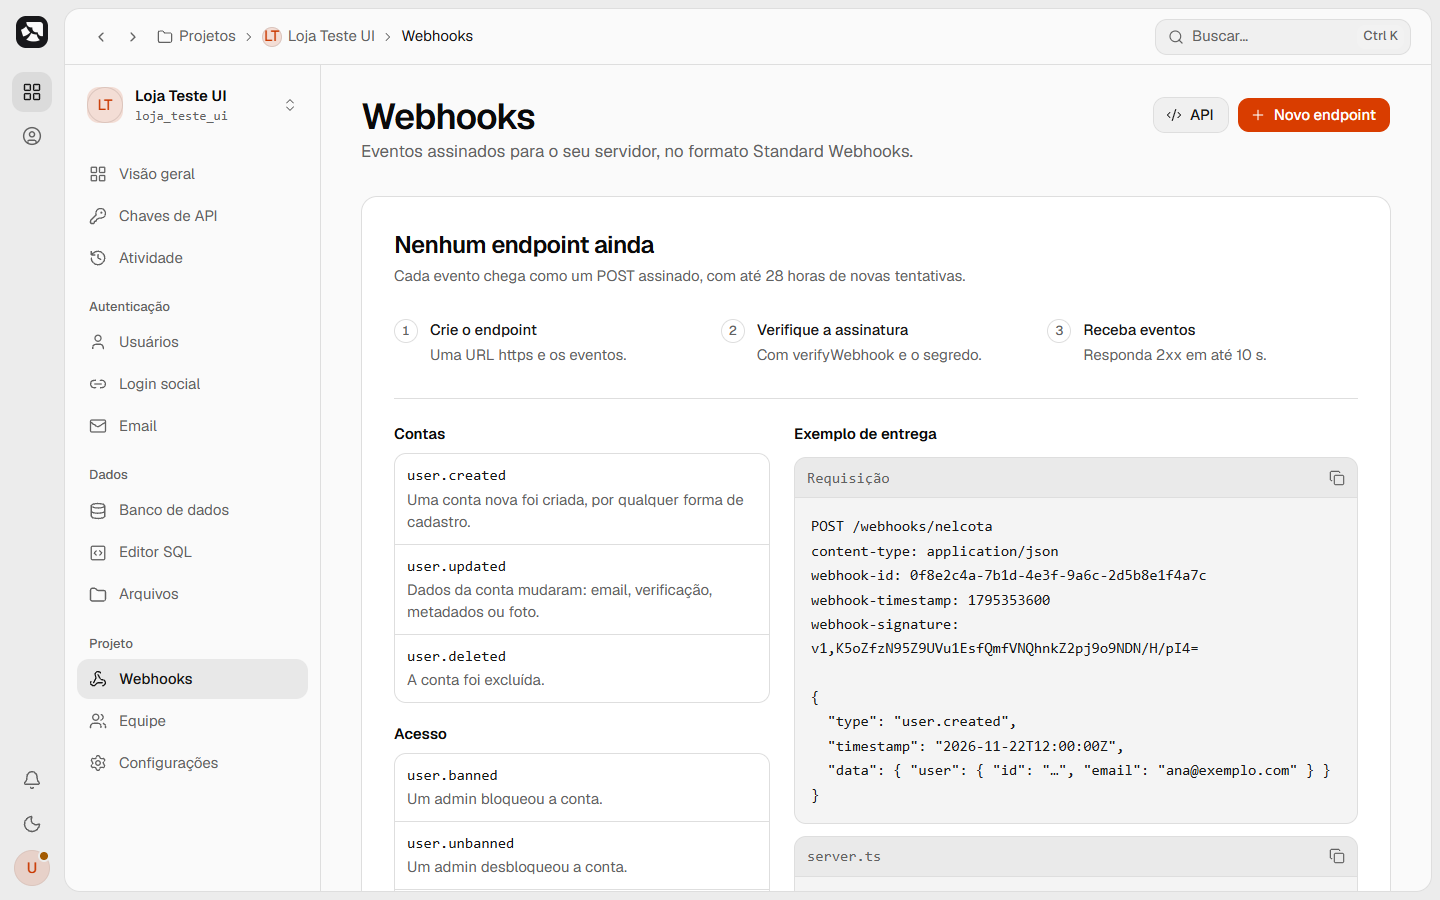 Projetos
LT
Loja Teste UI
Webhooks
Buscar...
Ctrl K
LT
Loja Teste UI
loja_teste_ui
Visão geral
Chaves de API
Atividade
Autenticação
Usuários
Login social
Email
Dados
Banco de dados
Editor SQL
Arquivos
Projeto
Webhooks
Equipe
Configurações
U
Webhooks
Eventos assinados para o seu servidor, no formato Standard Webhooks.
API
Novo endpoint
Nenhum endpoint ainda
Cada evento chega como um POST assinado, com até 28 horas de novas tentativas.
1
Crie o endpoint
Uma URL https e os eventos.
2
Verifique a assinatura
Com verifyWebhook e o segredo.
3
Receba eventos
Responda 2xx em até 10 s.
Contas
user.created
Uma conta nova foi criada, por qualquer forma de
cadastro.
user.updated
Dados da conta mudaram: email, verificação,
metadados ou foto.
user.deleted
A conta foi excluída.
Acesso
user.banned
Um admin bloqueou a conta.
user.unbanned
Um admin desbloqueou a conta.
Exemplo de entrega
Requisição
POST /webhooks/nelcota
content-type: application/json
webhook-id: 0f8e2c4a-7b1d-4e3f-9a6c-2d5b8e1f4a7c
webhook-timestamp: 1795353600
webhook-signature:
v1,K5oZfzN95Z9UVu1EsfQmfVNQhnkZ2pj9o9NDN/H/pI4=
{
"type": "user.created",
"timestamp": "2026-11-22T12:00:00Z",
"data": { "user": { "id": "…", "email": "ana@exemplo.com" } }
}
server.ts